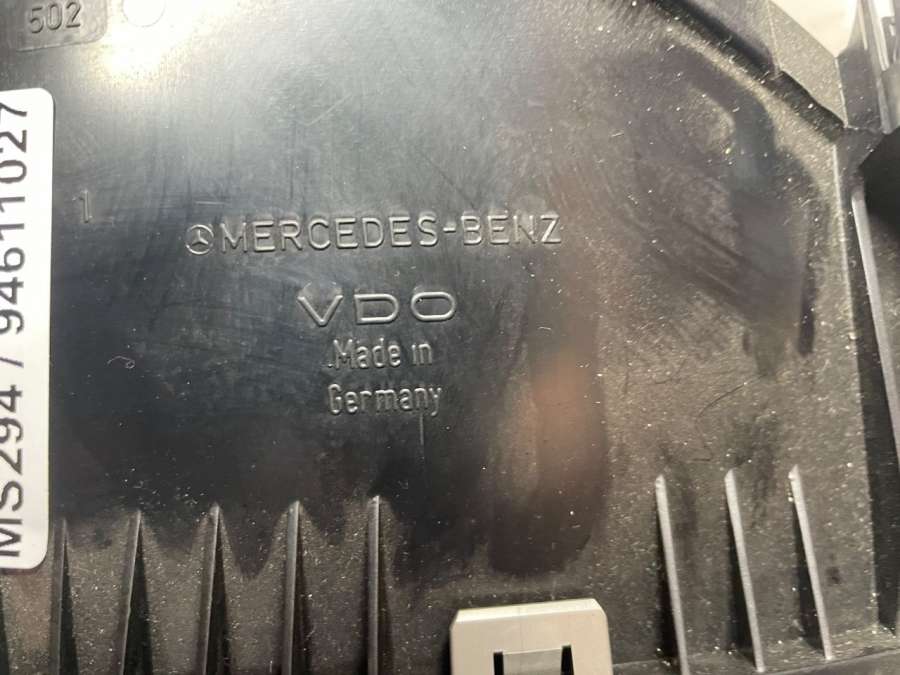 502
MS294 / 94611027
1
MERCEDES-BENZ
VDO
Made in
Germany